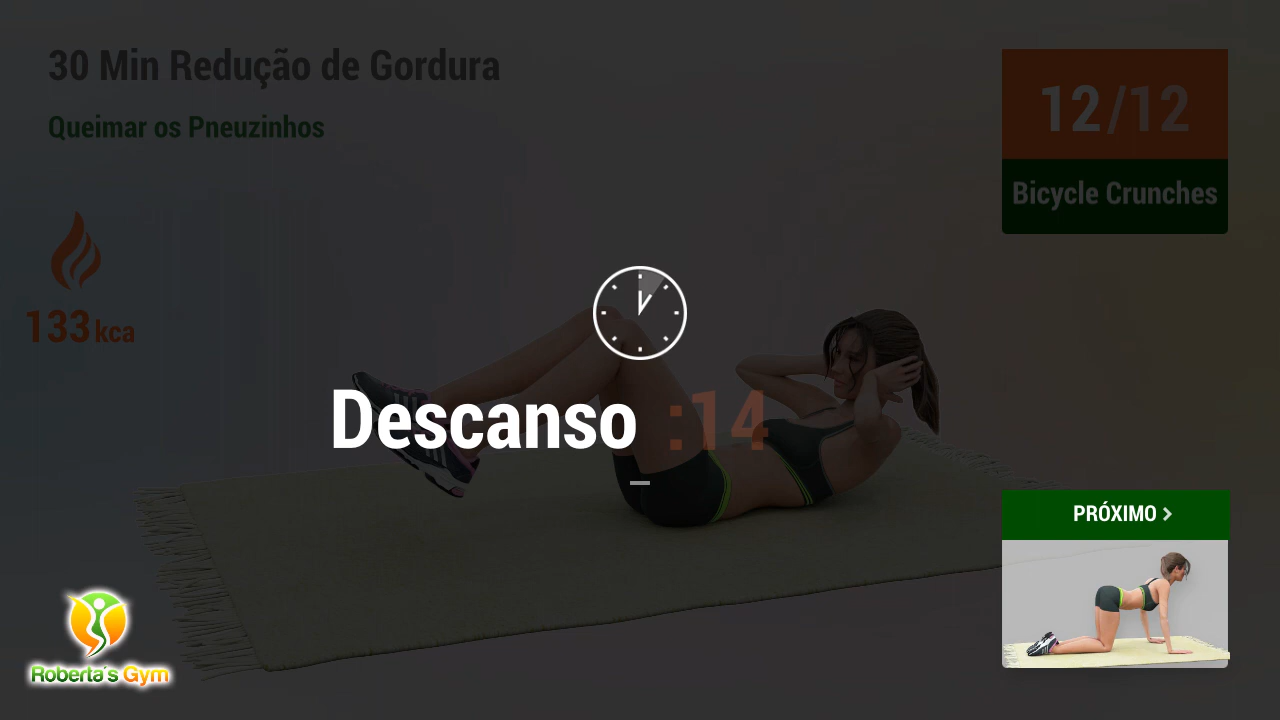 30 Min Redução de Gordura
Queimar os Pneuzinhos
12/12
Bicycle Crunches
133 kca
Descanso :14
PRÓXIMO >
Roberta´s Gym